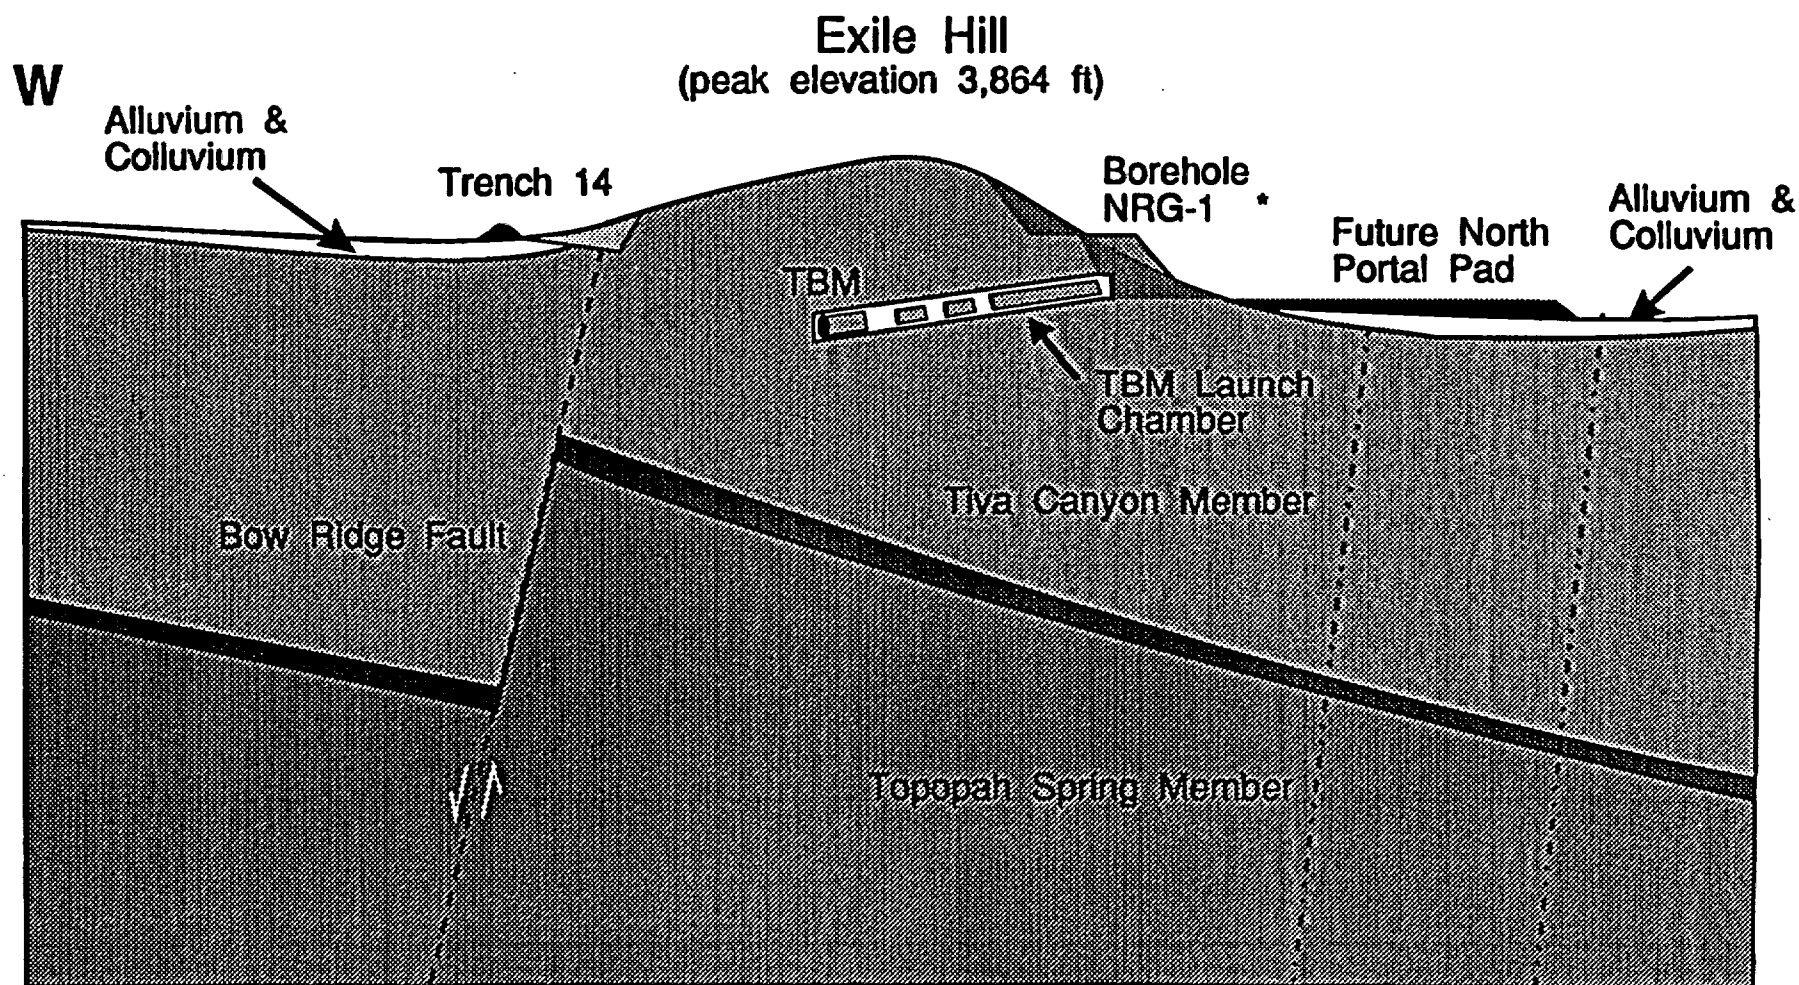 Exile Hill
(peak elevation 3,864 ft)
W
Alluvium &
Colluvium
Trench 14
Borehole
NRG-1 *
Alluvium &
Colluvium
Future North
Portal Pad
TBM
TBM Launch
Chamber
Tiva Canyon Member
Bow Ridge Fault
Topopah Spring Member